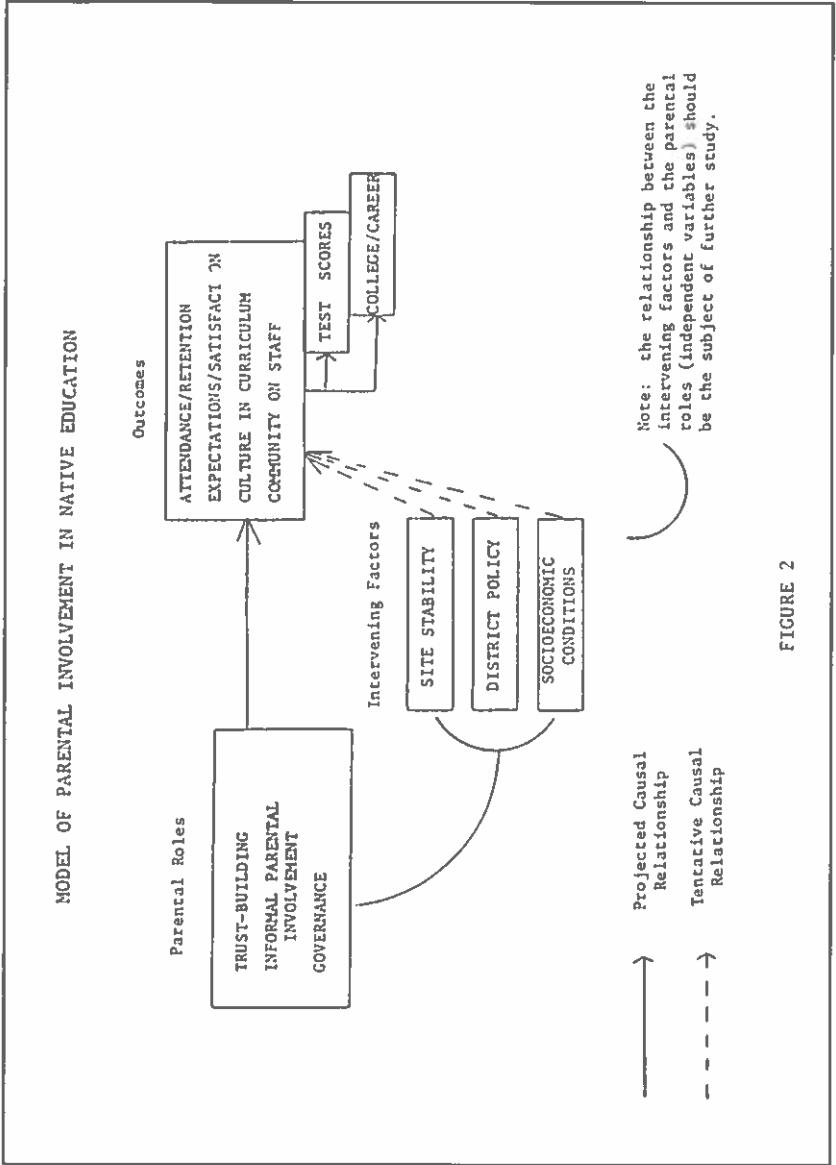 MODEL OF PARENTAL INVOLVEMENT IN NATIVE EDUCATION
Parental Roles
TRUST-BUILDING
INFORMAL PARENTAL
INVOLVEMENT
GOVERNANCE
Outcomes
ATTENDANCE/RETENTION
EXPECTATIONS/SATISFACT ON
CULTURE IN CURRICULUM
COMMUNITY ON STAFF
TEST SCORES
COLLEGE/CAREER
Intervening Factors
SITE STABILITY
DISTRICT POLICY
SOCIOECONOMIC
CONDITIONS
Projected Causal
Relationship
Tentative Causal
Relationship
Note: the relationship between the
intervening factors and the parental
roles (independent variables) should
be the subject of further study.
FIGURE 2